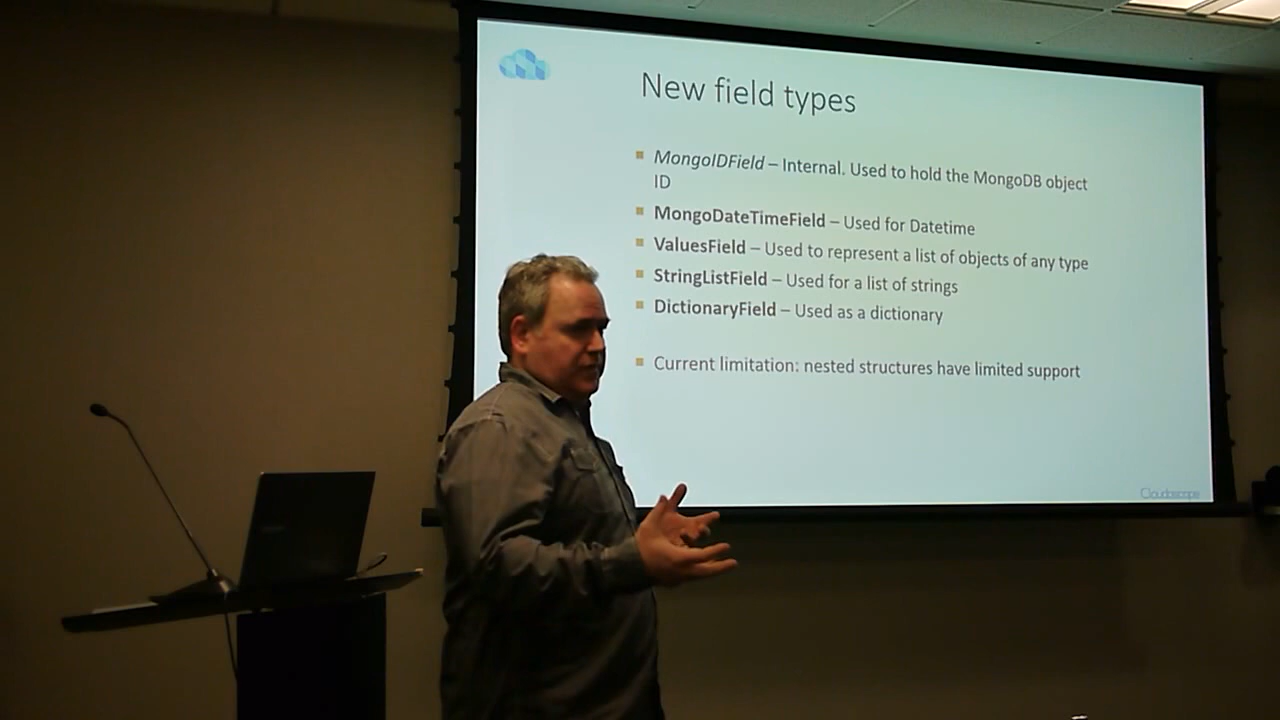 New field types
MongoIDField – Internal. Used to hold the MongoDB object
ID
MongoDateTimeField – Used for Datetime
ValuesField – Used to represent a list of objects of any type
StringListField – Used for a list of strings
DictionaryField – Used as a dictionary
Current limitation: nested structures have limited support
Cloudoscope